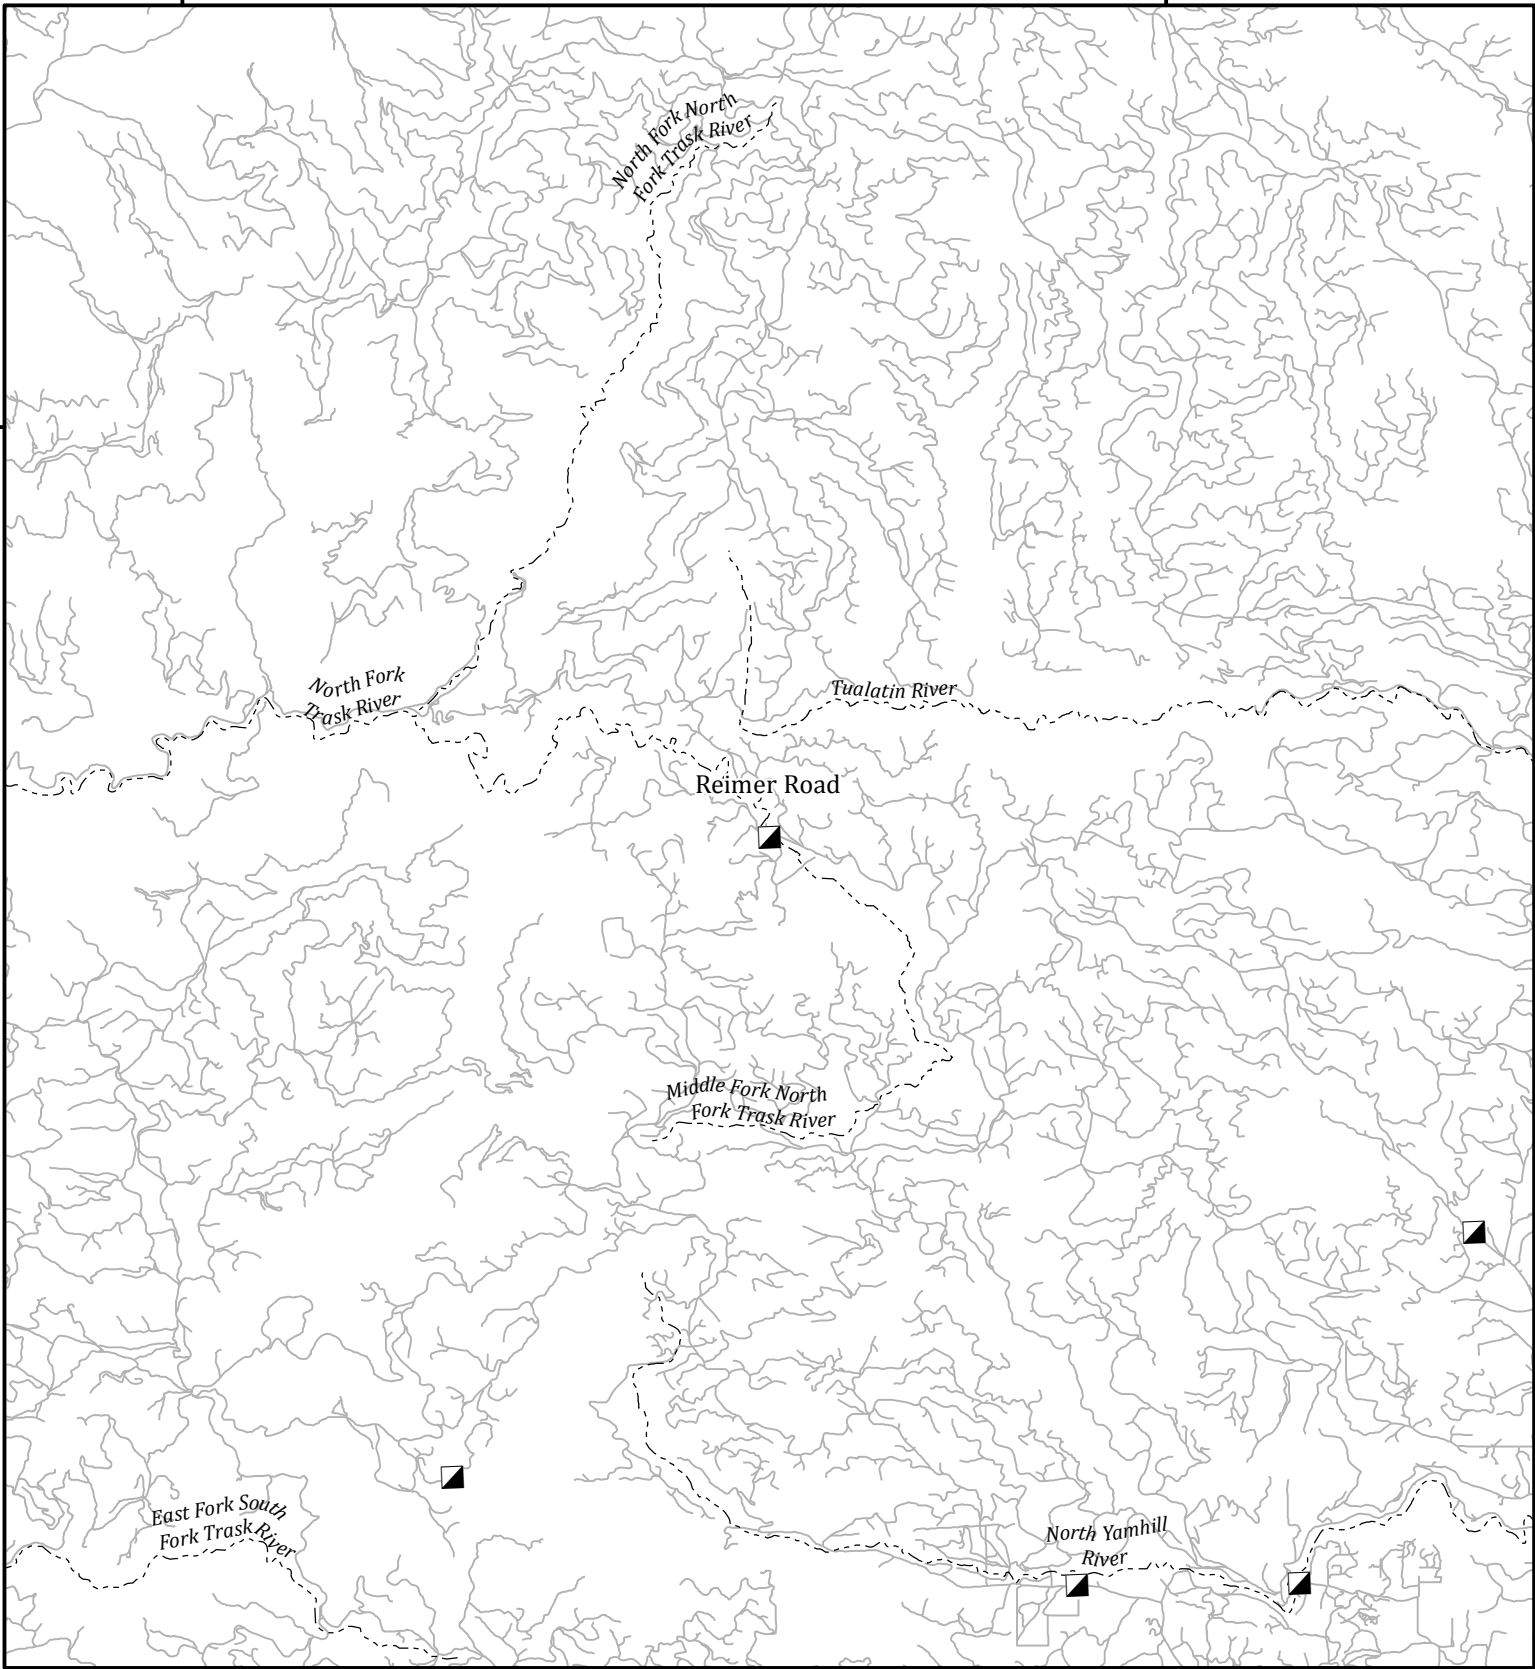 North Fork North
Fork Trask River
North Fork
Trask River
Tualatin River
Reimer Road
Middle Fork North
Fork Trask River
East Fork South
Fork Trask River
North Yamhill
River